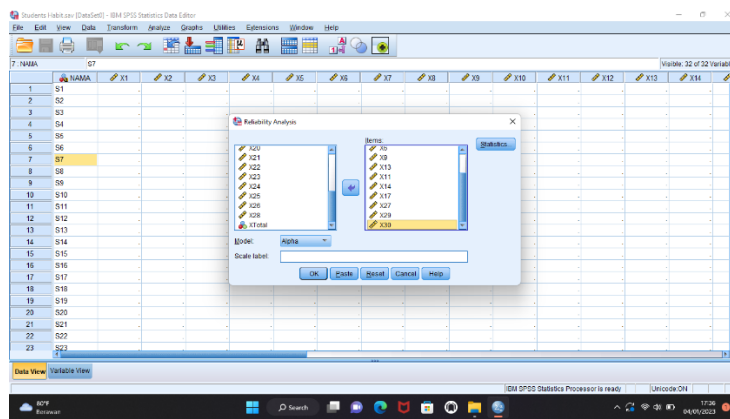 Students Habit.sav [DataSet0] - IBM SPSS Statistics Data Editor
File Edit View Data Transform Analyze Graphs Utilities Extensions Window Help
7 : NAMA S7 Visible: 32 of 32 Variabl
NAMA X1 X2 X3 X4 X5 X6 X7 X8 X9 X10 X11 X12 X13 X14
1 S1
2 S2
3 S3
4 S4
5 S5
6 S6
7 S7
8 S8
9 S9
10 S10
11 S11
12 S12
13 S13
14 S14
15 S15
16 S16
17 S17
18 S18
19 S19
20 S20
21 S21
22 S22
23 S23
Reliability Analysis
Items:
Statistics...
X20
X21
X22
X23
X24
X25
X26
X28
XTotal
X9
X13
X11
X14
X17
X27
X29
X30
Model: Alpha
Scale label:
OK Paste Reset Cancel Help
Data View Variable View
IBM SPSS Statistics Processor is ready Unicode:ON
80°F
Berawan
Search
17:36
04/01/2023